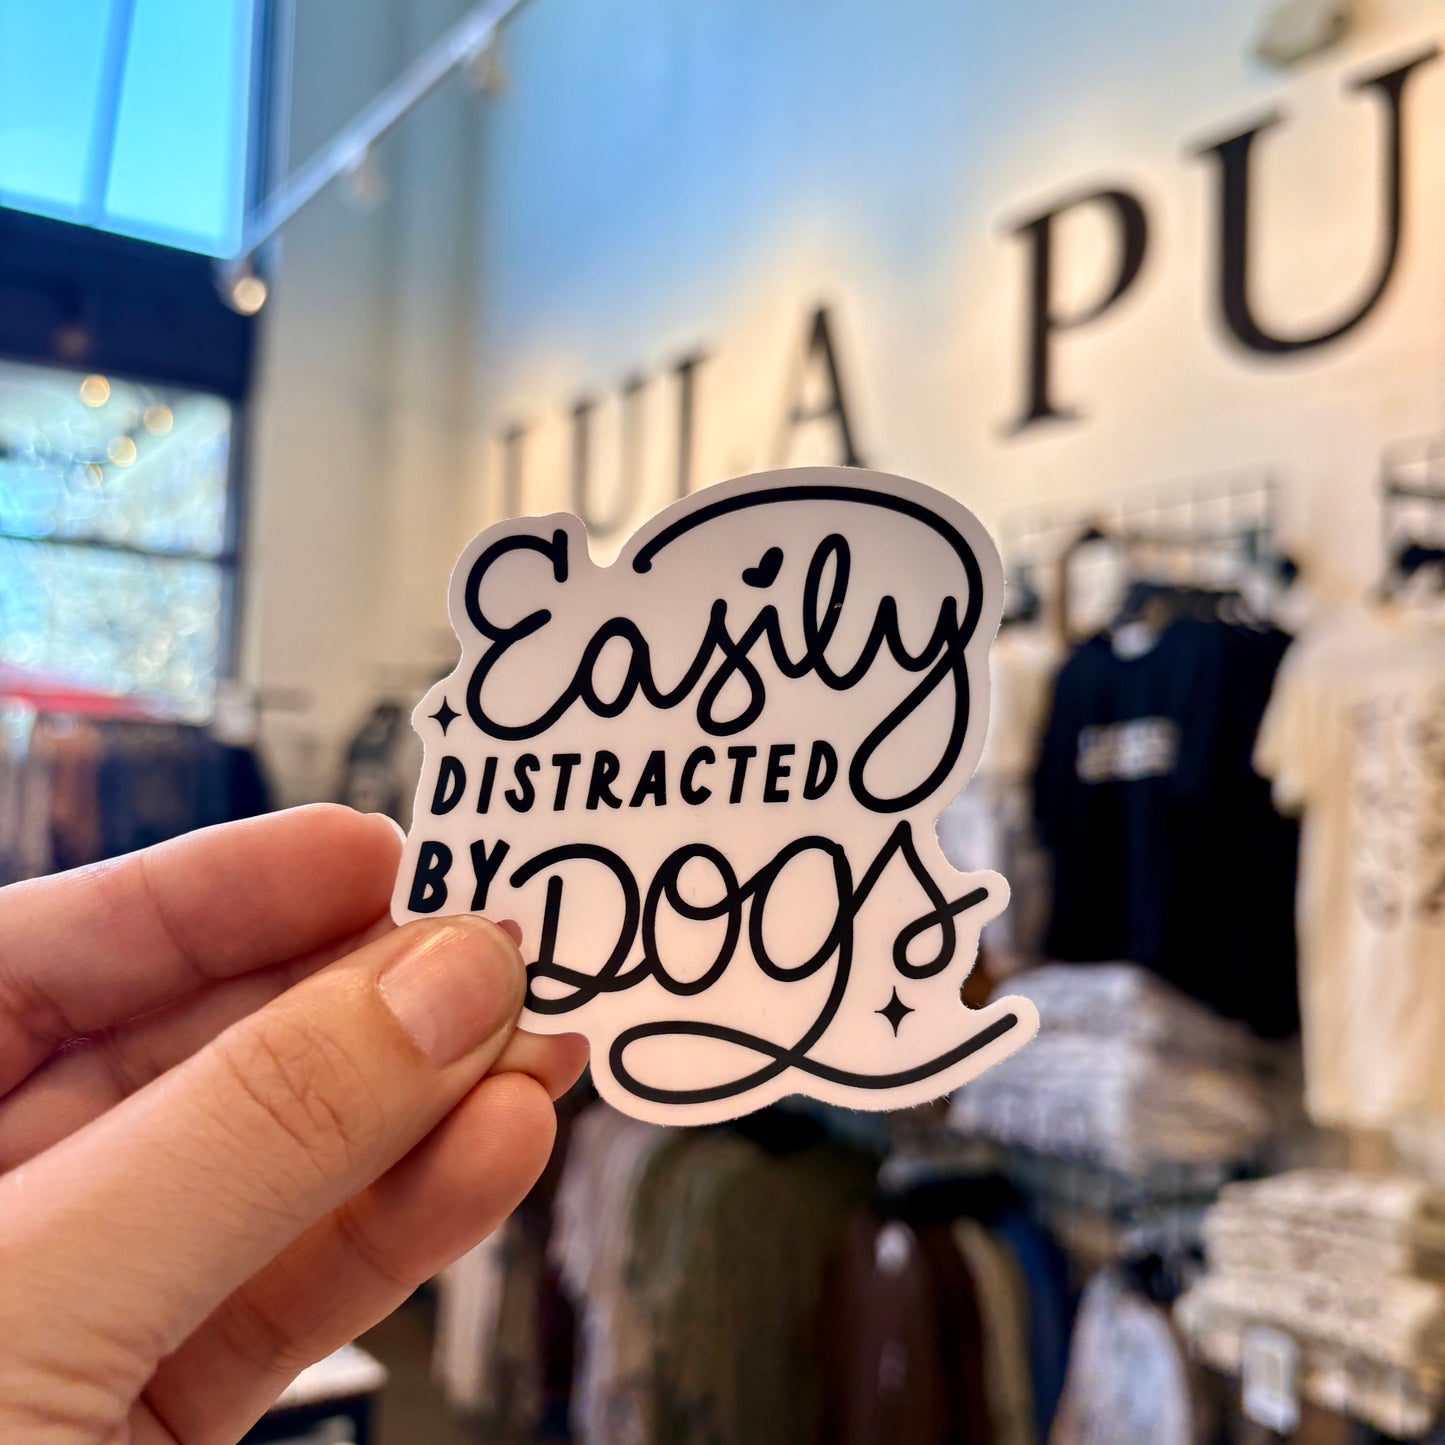 LULA PU
Easily
DISTRACTED
BY Dogs